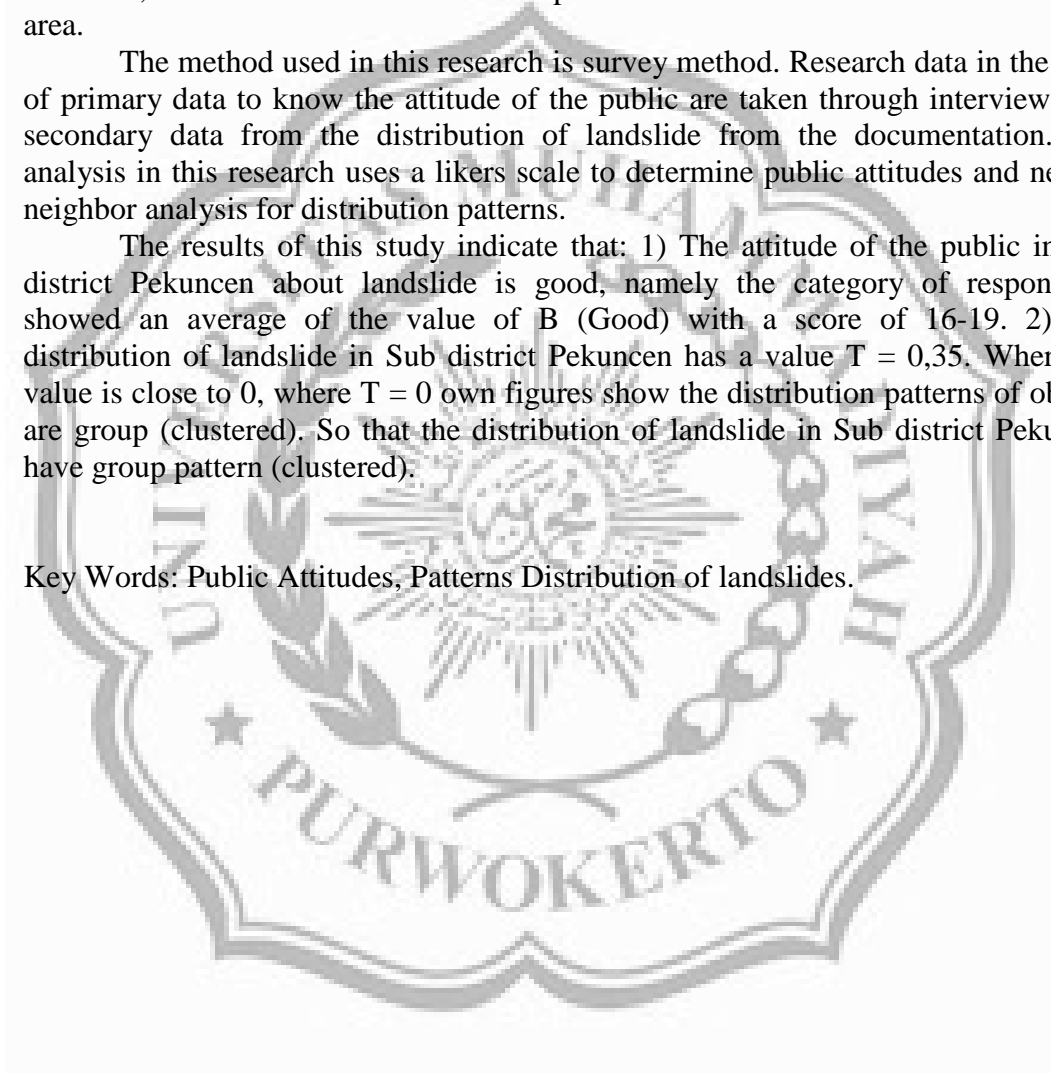 area.
The method used in this research is survey method. Research data in the
of primary data to know the attitude of the public are taken through interview
secondary data from the distribution of landslide from the documentation.
analysis in this research uses a likers scale to determine public attitudes and ne
neighbor analysis for distribution patterns.
The results of this study indicate that: 1) The attitude of the public in
district Pekuncen about landslide is good, namely the category of respon
showed an average of the value of B (Good) with a score of 16-19. 2)
distribution of landslide in Sub district Pekuncen has a value T = 0,35. When
value is close to 0, where T = 0 own figures show the distribution patterns of ob
are group (clustered). So that the distribution of landslide in Sub district Peku
have group pattern (clustered).
Key Words: Public Attitudes, Patterns Distribution of landslides.
UNIVERSITAS MUHAMMADIYAH
PURWOKERTO